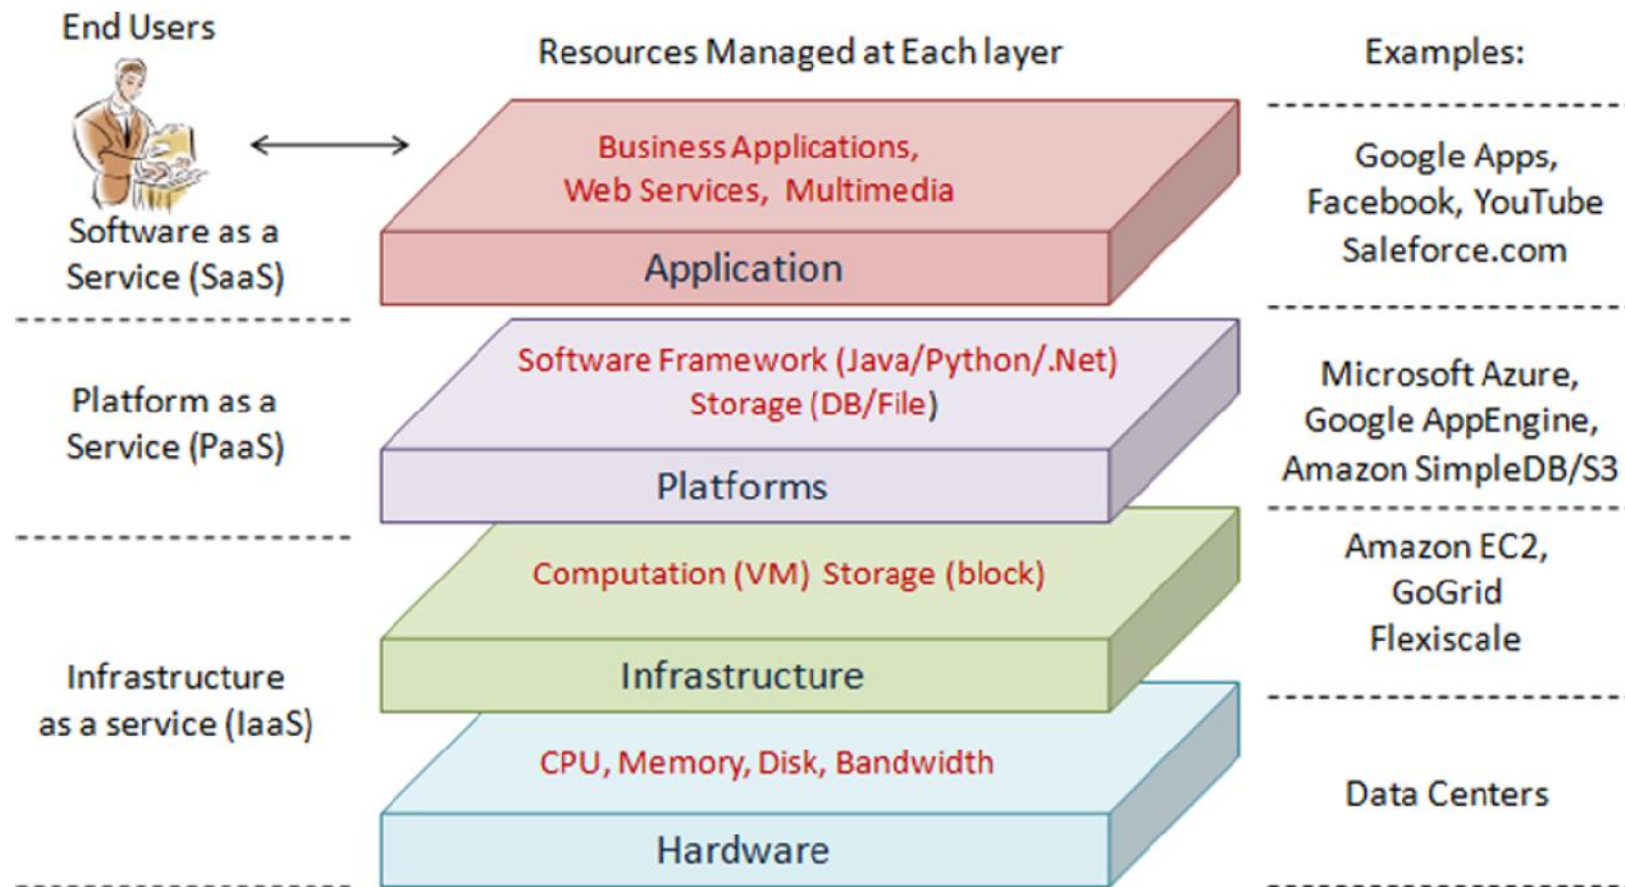 End Users
Resources Managed at Each layer
Examples:
Business Applications,
Web Services, Multimedia
Application
Google Apps,
Facebook, YouTube
Saleforce.com
Software as a
Service (SaaS)
Software Framework (Java/Python/.Net)
Storage (DB/File)
Platforms
Platform as a
Service (PaaS)
Microsoft Azure,
Google AppEngine,
Amazon SimpleDB/S3
Computation (VM) Storage (block)
Infrastructure
Amazon EC2,
GoGrid
Flexiscale
Infrastructure
as a service (IaaS)
CPU, Memory, Disk, Bandwidth
Hardware
Data Centers